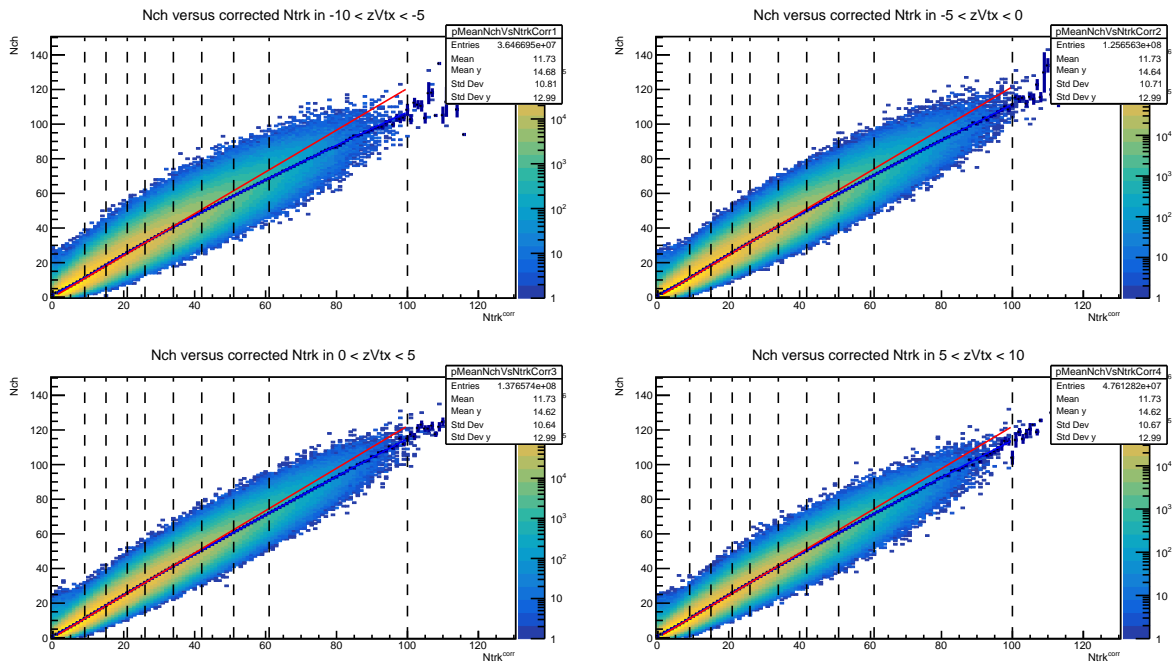 Nch versus corrected Ntrk in -10 < zVtx < -5
pMeanNchVsNtrkCorr1
Entries 3.646695e+07
Mean 11.73
Mean y 14.68
Std Dev 10.81
Std Dev y 12.99
Nch
140
120
100
80
60
40
20
0
0 20 40 60 80 100 120
Ntrk^corr
5
10^4
10^3
10^2
10
1
Nch versus corrected Ntrk in -5 < zVtx < 0
pMeanNchVsNtrkCorr2
Entries 1.256563e+08
Mean 11.73
Mean y 14.64
Std Dev 10.71
Std Dev y 12.99
Nch
140
120
100
80
60
40
20
0
0 20 40 60 80 100 120
Ntrk^corr
6
5
10^4
10^3
10^2
10
1
Nch versus corrected Ntrk in 0 < zVtx < 5
pMeanNchVsNtrkCorr3
Entries 1.376574e+08
Mean 11.73
Mean y 14.62
Std Dev 10.64
Std Dev y 12.99
Nch
140
120
100
80
60
40
20
0
0 20 40 60 80 100 120
Ntrk^corr
6
5
10^4
10^3
10^2
10
1
Nch versus corrected Ntrk in 5 < zVtx < 10
pMeanNchVsNtrkCorr4
Entries 4.761282e+07
Mean 11.73
Mean y 14.62
Std Dev 10.67
Std Dev y 12.99
Nch
140
120
100
80
60
40
20
0
0 20 40 60 80 100 120
Ntrk^corr
6
5
10^4
10^3
10^2
10
1